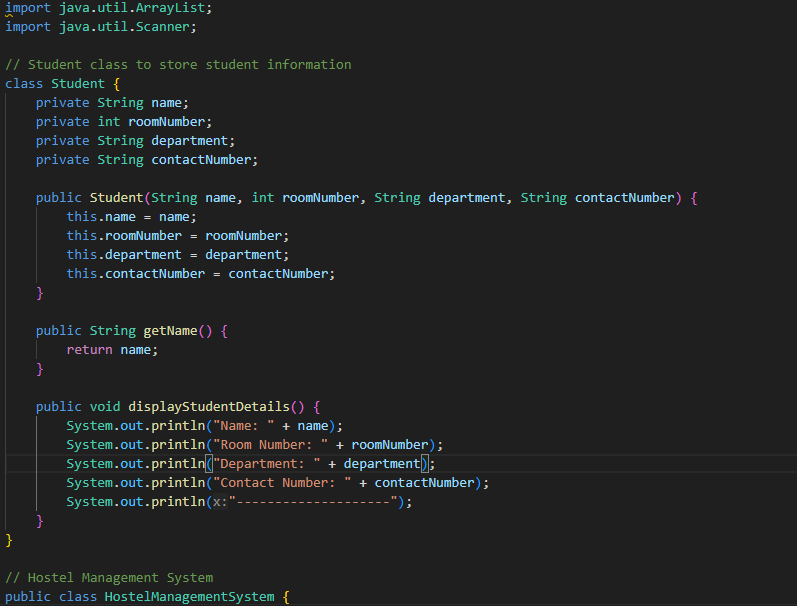 import java.util.ArrayList;
import java.util.Scanner;

// Student class to store student information
class Student {
    private String name;
    private int roomNumber;
    private String department;
    private String contactNumber;

    public Student(String name, int roomNumber, String department, String contactNumber) {
        this.name = name;
        this.roomNumber = roomNumber;
        this.department = department;
        this.contactNumber = contactNumber;
    }

    public String getName() {
        return name;
    }

    public void displayStudentDetails() {
        System.out.println("Name: " + name);
        System.out.println("Room Number: " + roomNumber);
        System.out.println("Department: " + department);
        System.out.println("Contact Number: " + contactNumber);
        System.out.println(x:"--------------------");
    }
}

// Hostel Management System
public class HostelManagementSystem {